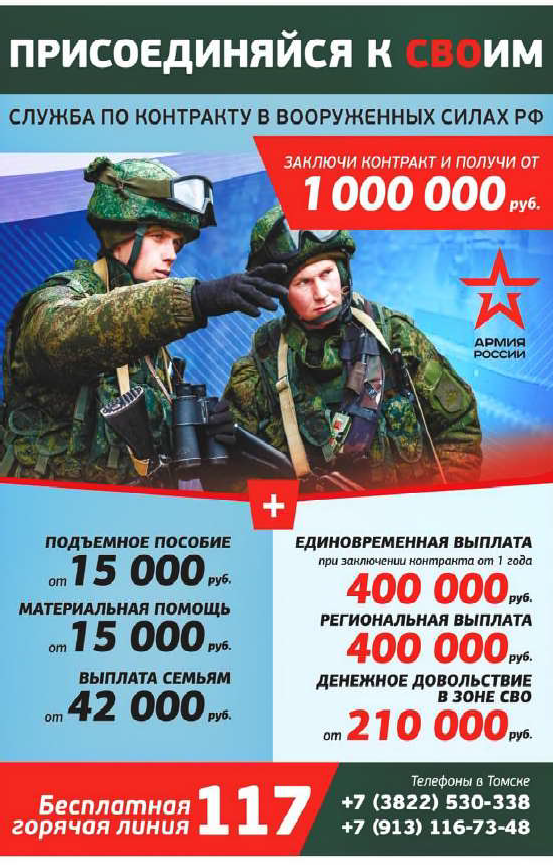 ПРИСОЕДИНЯЙСЯ К СВОИМ
СЛУЖБА ПО КОНТРАКТУ В ВООРУЖЕННЫХ СИЛАХ РФ
ЗАКЛЮЧИ КОНТРАКТ И ПОЛУЧИ ОТ
1 000 000 руб.
АРМИЯ
РОССИИ
+
ПОДЪЕМНОЕ ПОСОБИЕ
от 15 000 руб.
МАТЕРИАЛЬНАЯ ПОМОЩЬ
от 15 000 руб.
ВЫПЛАТА СЕМЬЯМ
от 42 000 руб.
ЕДИНОВРЕМЕННАЯ ВЫПЛАТА
при заключении контракта от 1 года
400 000 руб.
РЕГИОНАЛЬНАЯ ВЫПЛАТА
400 000 руб.
ДЕНЕЖНОЕ ДОВОЛЬСТВИЕ
В ЗОНЕ СВО
от 210 000 руб.
Бесплатная
горячая линия 117
Телефоны в Томске
+7 (3822) 530-338
+7 (913) 116-73-48